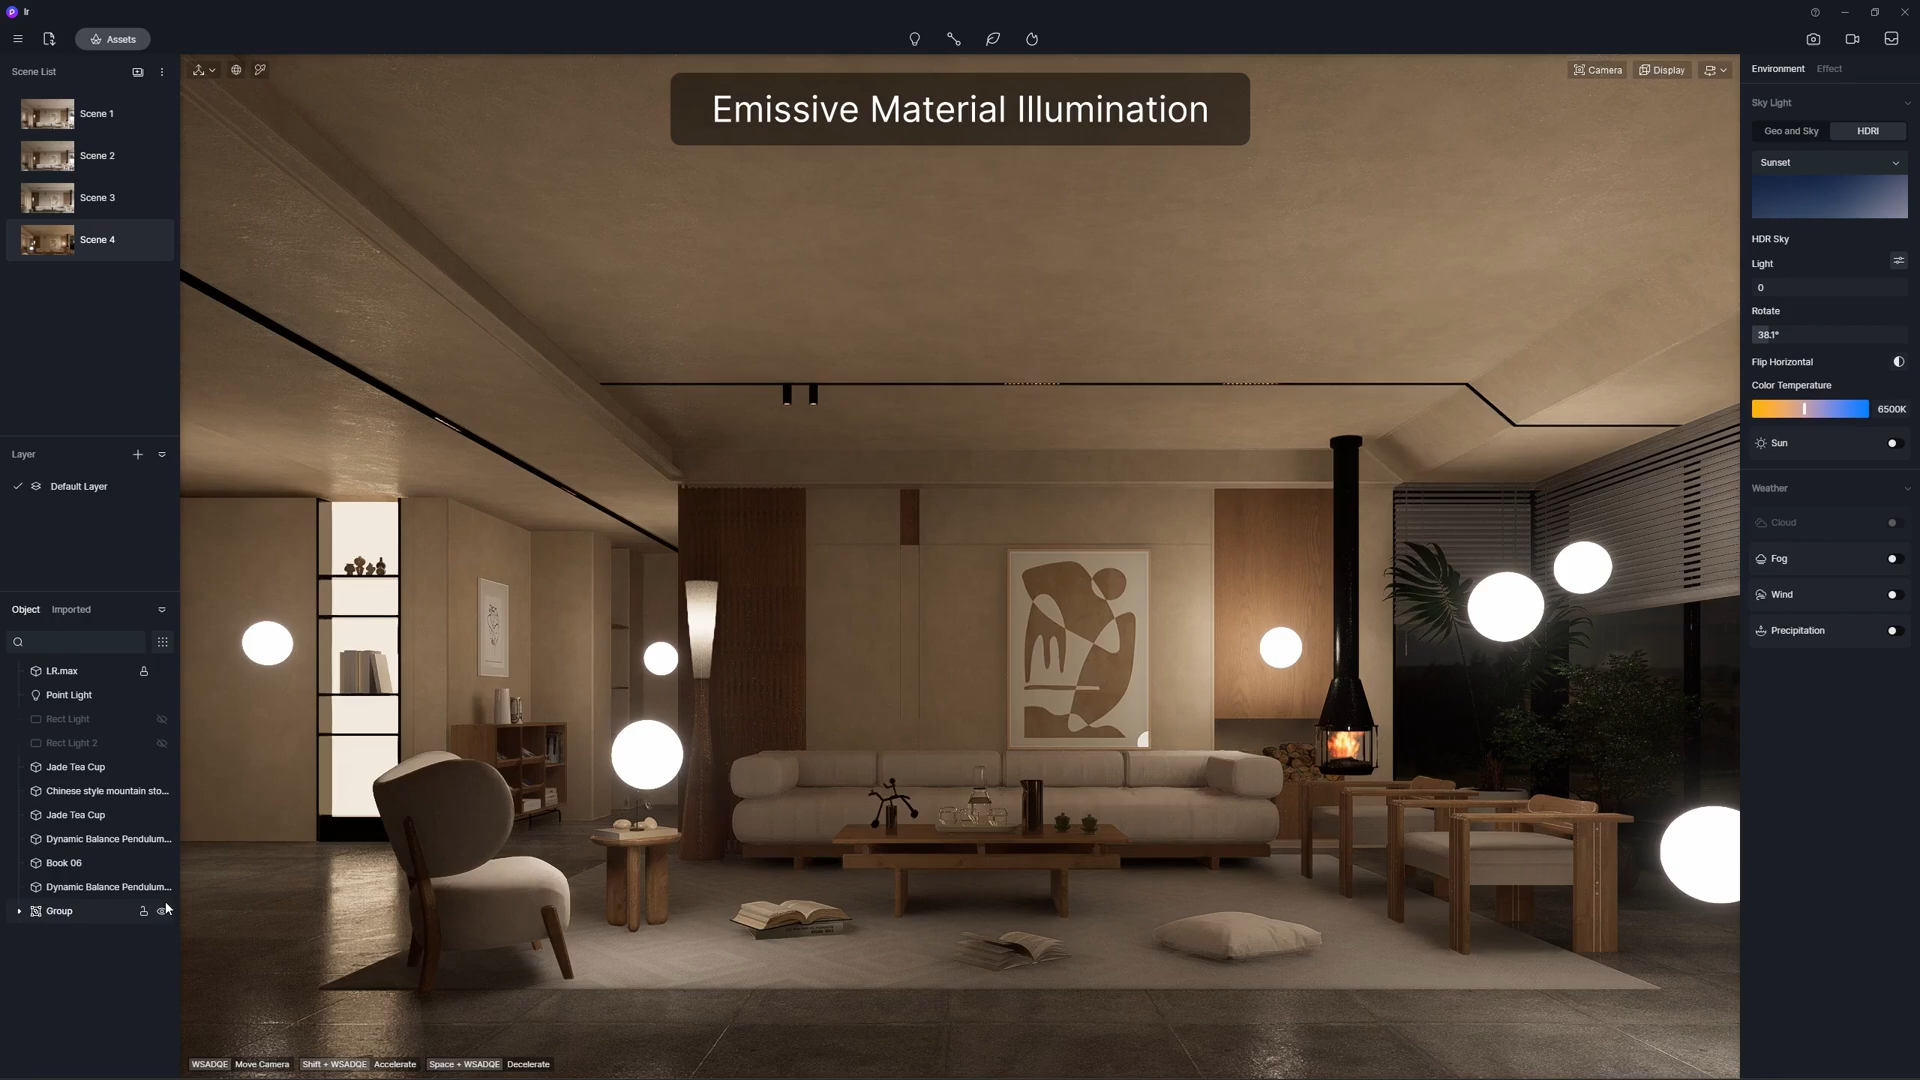 lr
Assets
Scene List
Camera
Display
Emissive Material Illumination
Environment
Effect
Scene 1
Scene 2
Scene 3
Scene 4
Sky Light
Geo and Sky
HDRI
Sunset
HDR Sky
Light
0
Rotate
38.1°
Flip Horizontal
Color Temperature
6500K
Sun
Weather
Cloud
Fog
Wind
Precipitation
Layer
Default Layer
Object
Imported
LR.max
Point Light
Rect Light
Rect Light 2
Jade Tea Cup
Chinese style mountain sto...
Jade Tea Cup
Dynamic Balance Pendulum...
Book 06
Dynamic Balance Pendulum...
Group
WSADQE Move Camera Shift + WSADQE Accelerate Space + WSADQE Decelerate